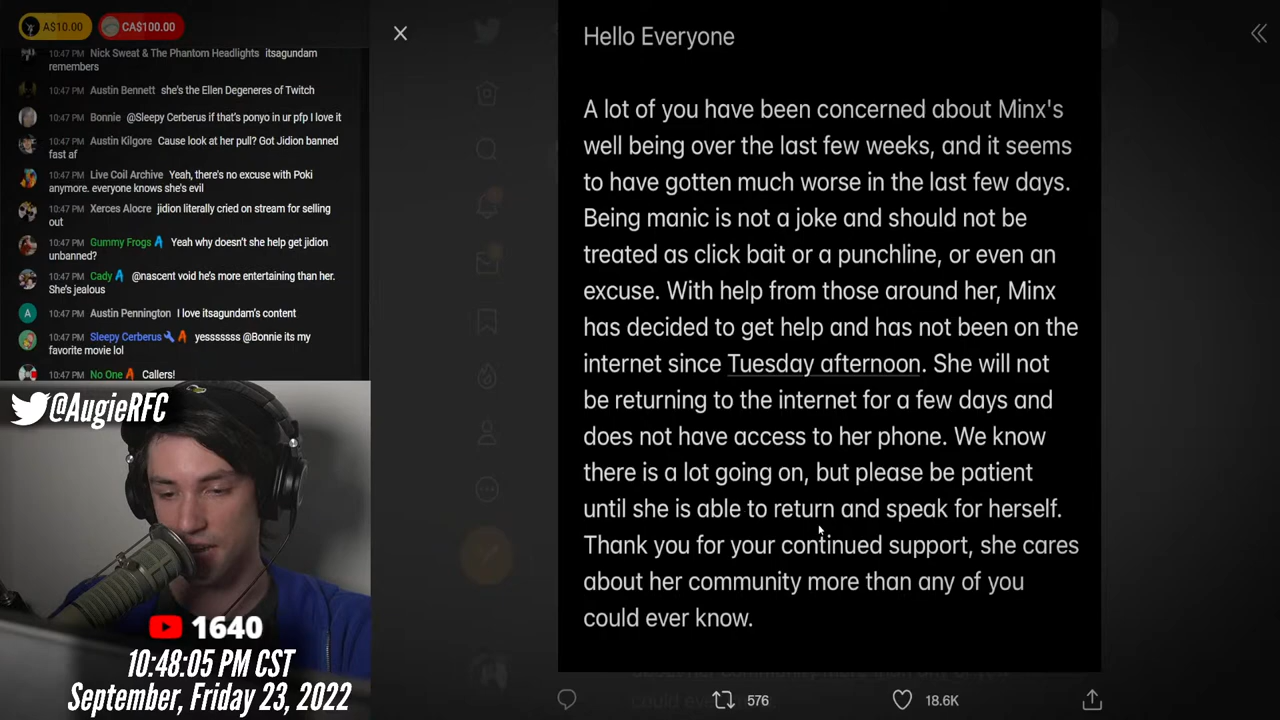 A$10.00 CA$100.00
10:47 PM Nick Sweat & The Phantom Headlights itsagundam
remembers
10:47 PM Austin Bennett she's the Ellen Degeneres of Twitch
10:47 PM Bonnie @Sleepy Cerberus if that's ponyo in ur pfp I love it
10:47 PM Austin Kilgore Cause look at her pull? Got Jidion banned
fast af
10:47 PM Live Coil Archive Yeah, there's no excuse with Poki
anymore. everyone knows she's evil
10:47 PM Xerces Alocre jidion literally cried on stream for selling
out
10:47 PM Gummy Frogs Yeah why doesn't she help get jidion
unbanned?
10:47 PM Cady @nascent void he's more entertaining than her.
She's jealous
A 10:47 PM Austin Pennington I love itsagundam's content
10:47 PM Sleepy Cerberus yessssss @Bonnie its my
favorite movie lol
10:47 PM No One Callers!
@AugieRFC
1640
10:48:05 PM CST
September, Friday 23, 2022
Hello Everyone
A lot of you have been concerned about Minx's
well being over the last few weeks, and it seems
to have gotten much worse in the last few days.
Being manic is not a joke and should not be
treated as click bait or a punchline, or even an
excuse. With help from those around her, Minx
has decided to get help and has not been on the
internet since Tuesday afternoon. She will not
be returning to the internet for a few days and
does not have access to her phone. We know
there is a lot going on, but please be patient
until she is able to return and speak for herself.
Thank you for your continued support, she cares
about her community more than any of you
could ever know.
576 18.6K